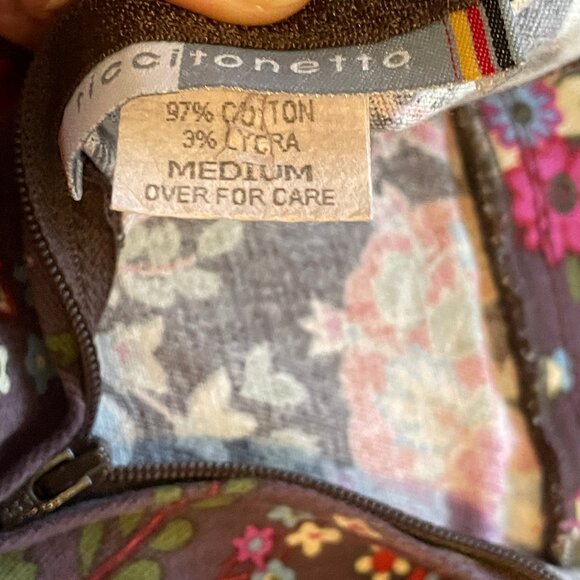 riccitonetto
97% COTTON
3% LYCRA
MEDIUM
OVER FOR CARE